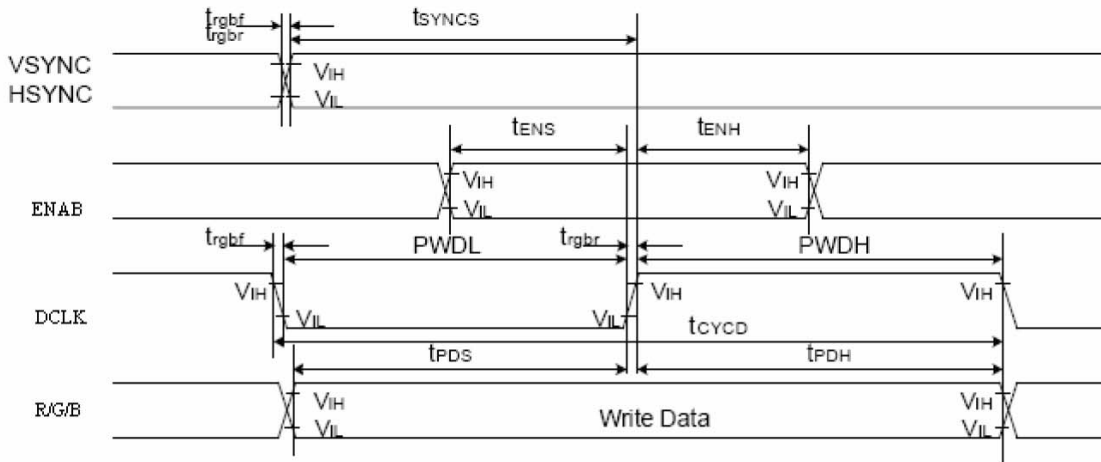 trgbf
trgbr
tSYNCS
VSYNC
VIH
HSYNC
VIL
tENS
tENH
VIH
VIH
ENAB
VIL
VIL
trgbf
PWDL
trgbr
PWDH
VIH
VIH
VIH
DCLK
VIL
VIL
tCYCD
tPDS
tPDH
R/G/B
VIH
Write Data
VIH
VIL
VIL